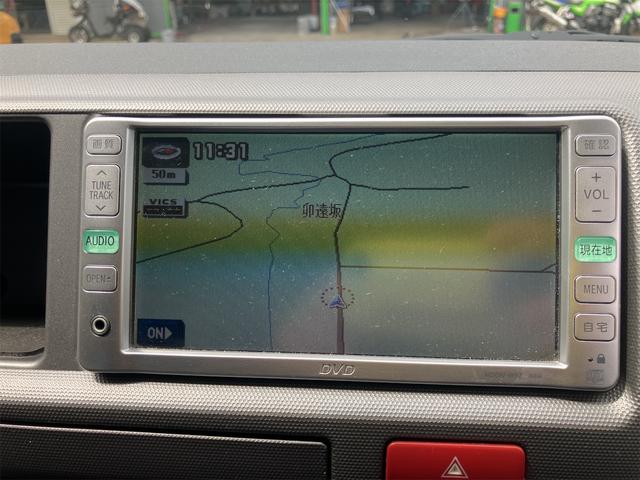 画質
TUNE
TRACK
AUDIO
OPEN
11:31
50m
VICS
卯遠坂
ON
確認
+
VOL
−
現在地
MENU
自宅
DVD